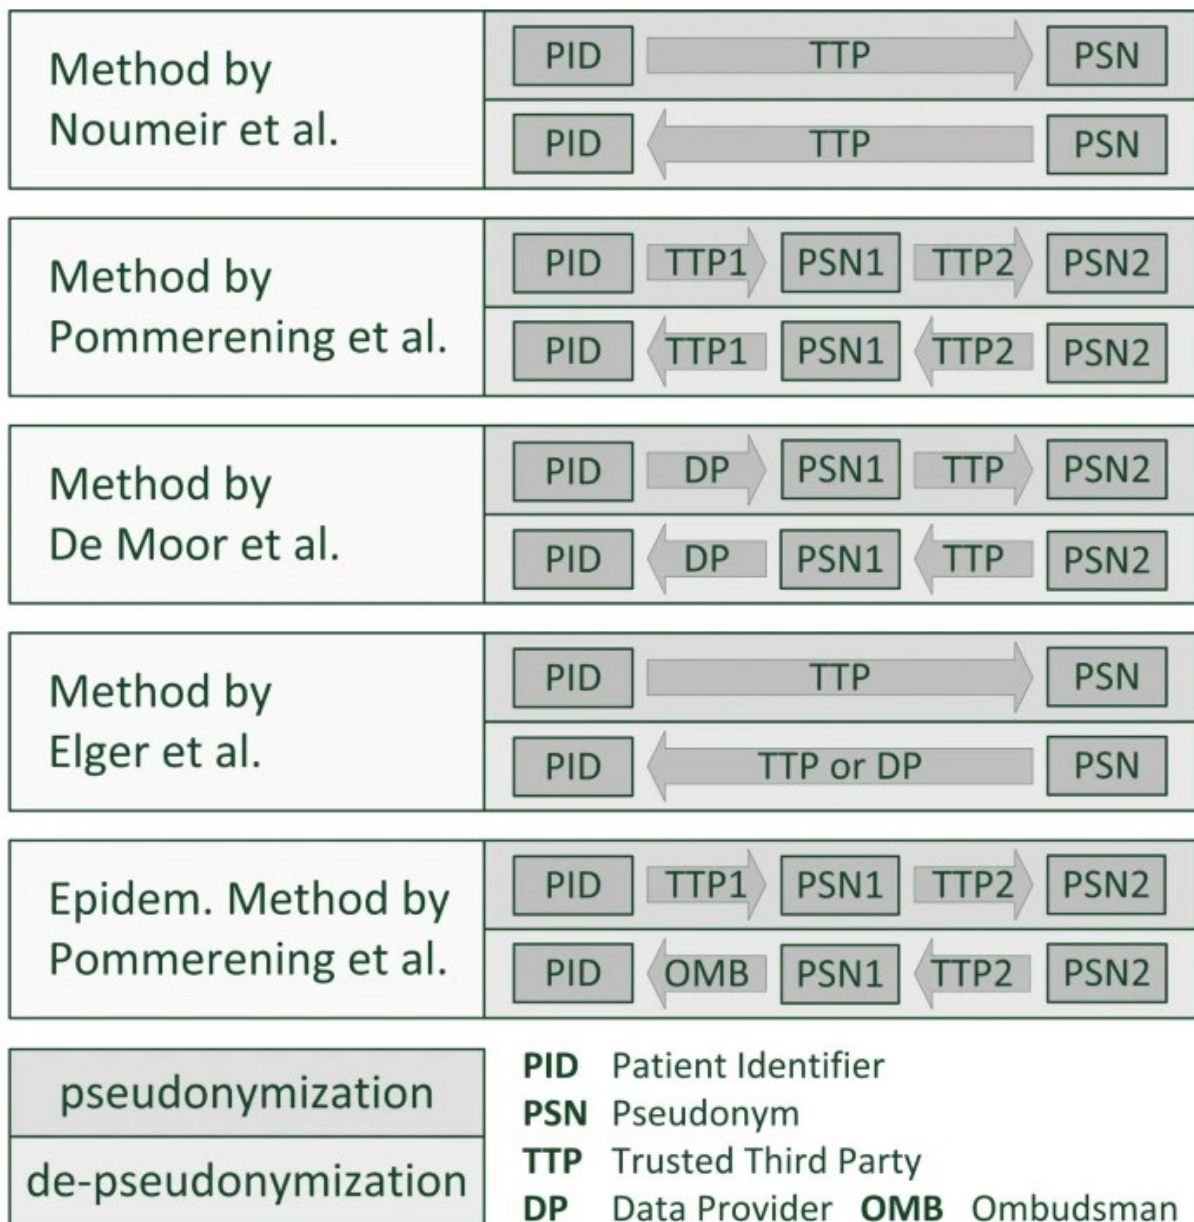 Method by
Noumeir et al.
PID TTP PSN
PID TTP PSN
Method by
Pommerening et al.
PID TTP1 PSN1 TTP2 PSN2
PID TTP1 PSN1 TTP2 PSN2
Method by
De Moor et al.
PID DP PSN1 TTP PSN2
PID DP PSN1 TTP PSN2
Method by
Elger et al.
PID TTP PSN
PID TTP or DP PSN
Epidem. Method by
Pommerening et al.
PID TTP1 PSN1 TTP2 PSN2
PID OMB PSN1 TTP2 PSN2
pseudonymization
de-pseudonymization
PID Patient Identifier
PSN Pseudonym
TTP Trusted Third Party
DP Data Provider OMB Ombudsman